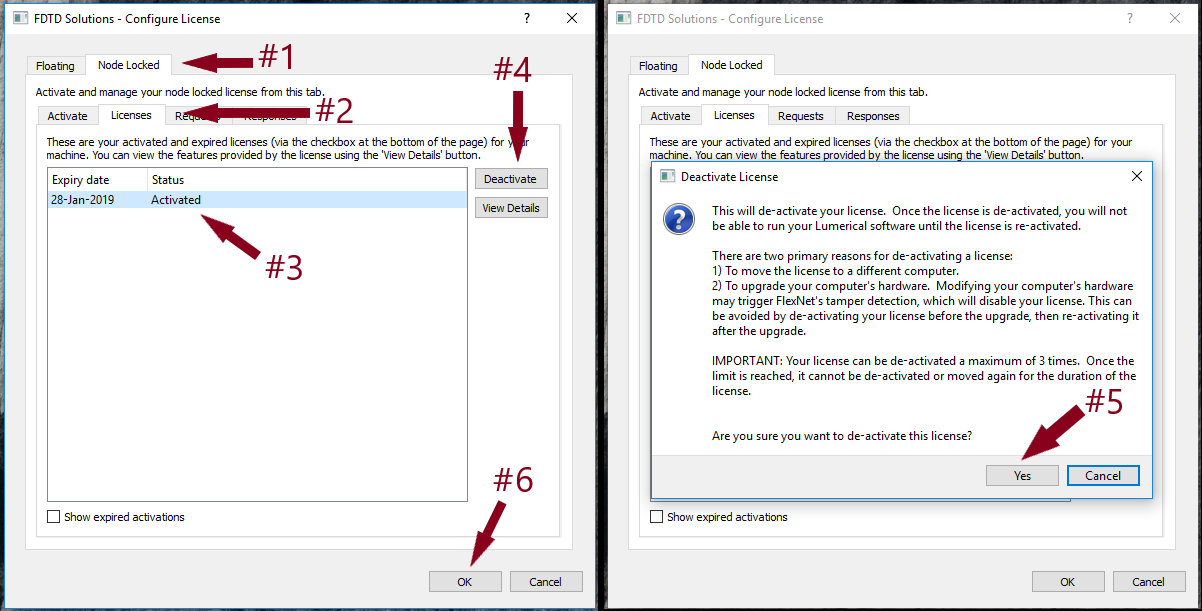 FDTD Solutions - Configure License
?
#1
Floating
Node Locked
#4
Activate and manage your node locked license from this tab.
#2
Activate
Licenses
Requests
Responses
These are your activated and expired licenses (via the checkbox at the bottom of the page) for your
machine. You can view the features provided by the license using the 'View Details' button.
Expiry date
Status
Deactivate
28-Jan-2019
Activated
View Details
#3
#6
Show expired activations
OK
Cancel
FDTD Solutions - Configure License
?
Floating
Node Locked
Activate and manage your node locked license from this tab.
Activate
Licenses
Requests
Responses
These are your activated and expired licenses (via the checkbox at the bottom of the page) for your
machine. You can view the features provided by the license using the 'View Details' button.
Deactivate License
This will de-activate your license.  Once the license is de-activated, you will not
be able to run your Lumerical software until the license is re-activated.
There are two primary reasons for de-activating a license:
1) To move the license to a different computer.
2) To upgrade your computer's hardware.  Modifying your computer's hardware
may trigger FlexNet's tamper detection, which will disable your license. This can
be avoided by de-activating your license before the upgrade, then re-activating it
after the upgrade.
IMPORTANT: Your license can be de-activated a maximum of 3 times.  Once the
limit is reached, it cannot be de-activated or moved again for the duration of the
license.
#5
Are you sure you want to de-activate this license?
Yes
Cancel
Show expired activations
OK
Cancel